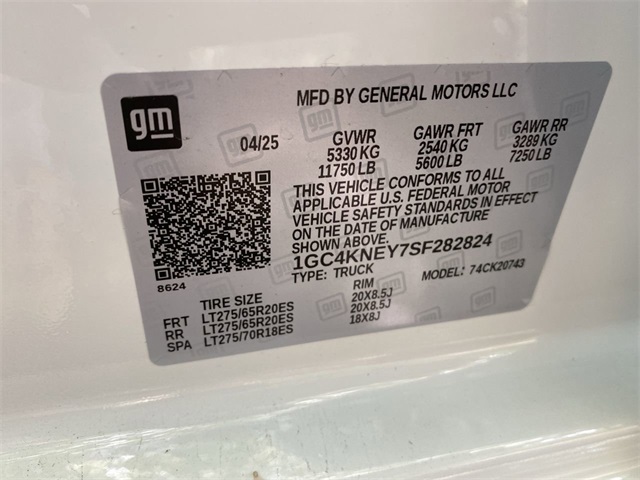 MFD BY GENERAL MOTORS LLC
gm
04/25
GVWR
5330 KG
11750 LB
GAWR FRT
2540 KG
5600 LB
GAWR RR
3289 KG
7250 LB
THIS VEHICLE CONFORMS TO ALL
APPLICABLE U.S. FEDERAL MOTOR
VEHICLE SAFETY STANDARDS IN EFFECT
ON THE DATE OF MANUFACTURE
SHOWN ABOVE.
1GC4KNEY7SF282824
TYPE: TRUCK MODEL: 74CK20743
8624
TIRE SIZE RIM
FRT LT275/65R20ES 20X8.5J
RR LT275/65R20ES 20X8.5J
SPA LT275/70R18ES 18X8J